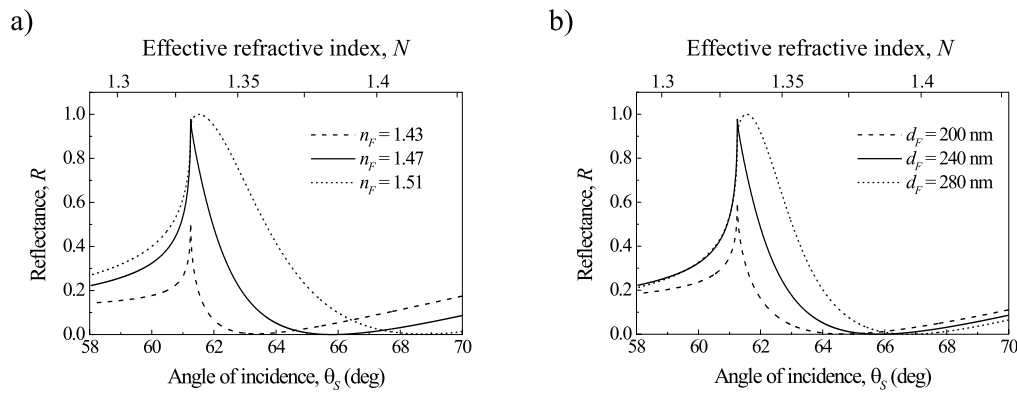 a)
Effective refractive index, N
1.3 1.35 1.4
1.0
0.8
0.6
0.4
0.2
0.0
Reflectance, R
n_F = 1.43
n_F = 1.47
n_F = 1.51
58 60 62 64 66 68 70
Angle of incidence, θ_S (deg)
b)
Effective refractive index, N
1.3 1.35 1.4
1.0
0.8
0.6
0.4
0.2
0.0
Reflectance, R
d_F = 200 nm
d_F = 240 nm
d_F = 280 nm
58 60 62 64 66 68 70
Angle of incidence, θ_S (deg)